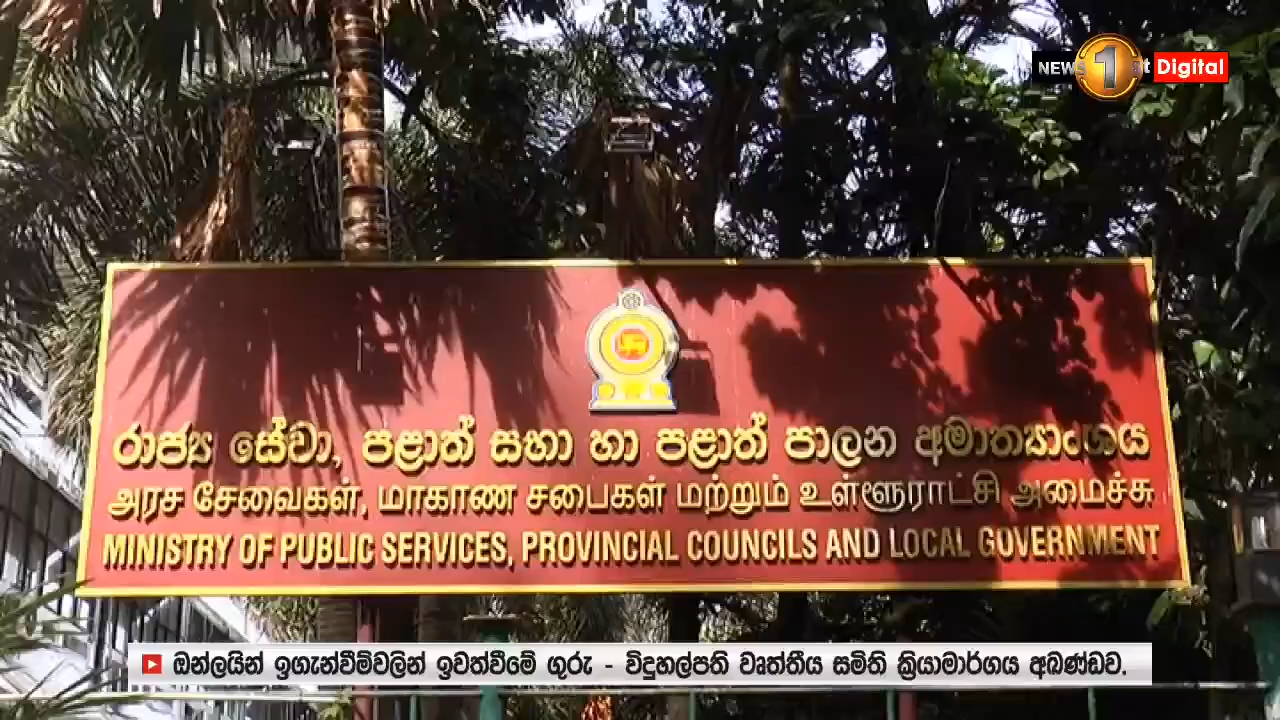 NEWS 1st Digital
රාජ්‍ය සේවා, පළාත් සභා හා පළාත් පාලන අමාත්‍යාංශය
அரச சேவைகள், மாகாண சபைகள் மற்றும் உள்ளூராட்சி அமைச்சு
MINISTRY OF PUBLIC SERVICES, PROVINCIAL COUNCILS AND LOCAL GOVERNMENT
ඔන්ලයින් ඉගැන්වීම්වලින් ඉවත්වීමේ ගුරු - විදුහල්පති වෘත්තීය සමිති ක්‍රියාමාර්ගය අඛණ්ඩව.